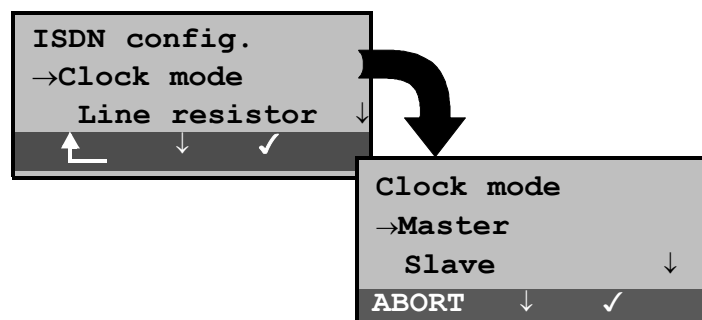 ISDN config.
→Clock mode
Line resistor ↓
↓ ✓
Clock mode
→Master
Slave ↓
ABORT ↓ ✓